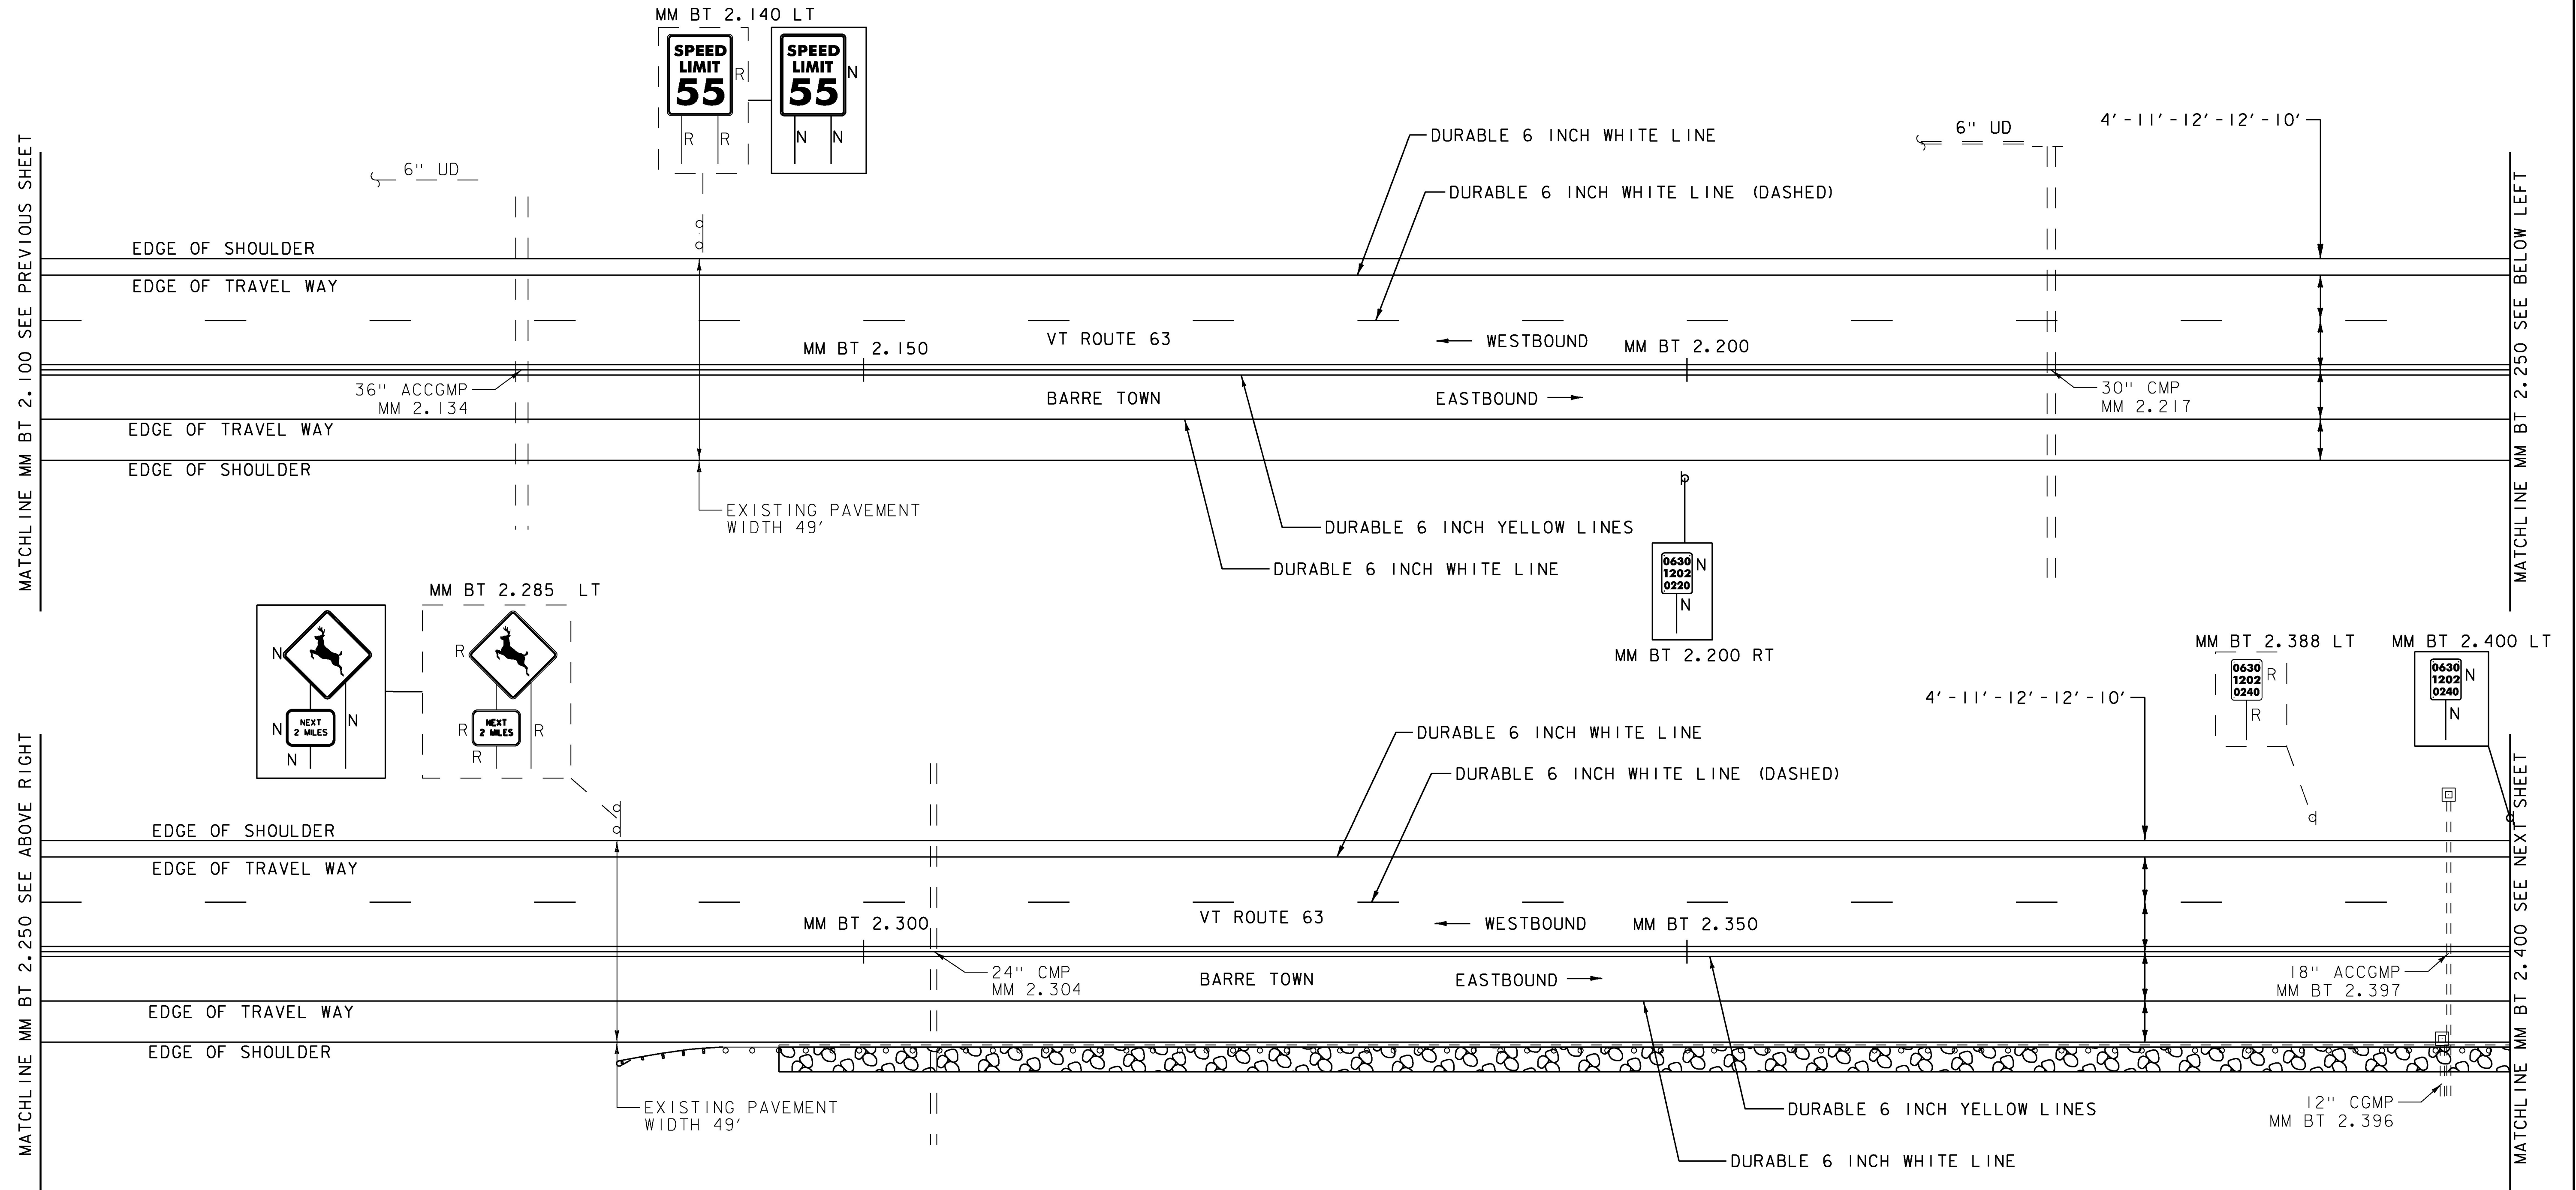 MM BT 2.140 LT
SPEED
LIMIT
55
R
R
R
SPEED
LIMIT
55
N
N
N
DURABLE 6 INCH WHITE LINE
6" UD
4'-11'-12'-12'-10'
6" UD
DURABLE 6 INCH WHITE LINE (DASHED)
MATCHLINE MM BT 2.100 SEE PREVIOUS SHEET
MATCHLINE MM BT 2.250 SEE BELOW LEFT
EDGE OF SHOULDER
EDGE OF TRAVEL WAY
VT ROUTE 63
WESTBOUND
MM BT 2.150
MM BT 2.200
36" ACCGMP
MM 2.134
30" CMP
MM 2.217
BARRE TOWN
EASTBOUND
EDGE OF TRAVEL WAY
EDGE OF SHOULDER
EXISTING PAVEMENT
WIDTH 49'
DURABLE 6 INCH YELLOW LINES
DURABLE 6 INCH WHITE LINE
0630
1202
0220
N
N
MM BT 2.200 RT
MM BT 2.285 LT
N
N
NEXT
2 MILES
N
N
R
R
NEXT
2 MILES
R
R
MM BT 2.388 LT
0630
1202
0240
R
R
MM BT 2.400 LT
0630
1202
0240
N
N
4'-11'-12'-12'-10'
DURABLE 6 INCH WHITE LINE
DURABLE 6 INCH WHITE LINE (DASHED)
MATCHLINE MM BT 2.250 SEE ABOVE RIGHT
MATCHLINE MM BT 2.400 SEE NEXT SHEET
EDGE OF SHOULDER
EDGE OF TRAVEL WAY
MM BT 2.300
VT ROUTE 63
WESTBOUND
MM BT 2.350
24" CMP
MM 2.304
BARRE TOWN
EASTBOUND
18" ACCGMP
MM BT 2.397
EDGE OF TRAVEL WAY
EDGE OF SHOULDER
EXISTING PAVEMENT
WIDTH 49'
DURABLE 6 INCH YELLOW LINES
12" CGMP
MM BT 2.396
DURABLE 6 INCH WHITE LINE